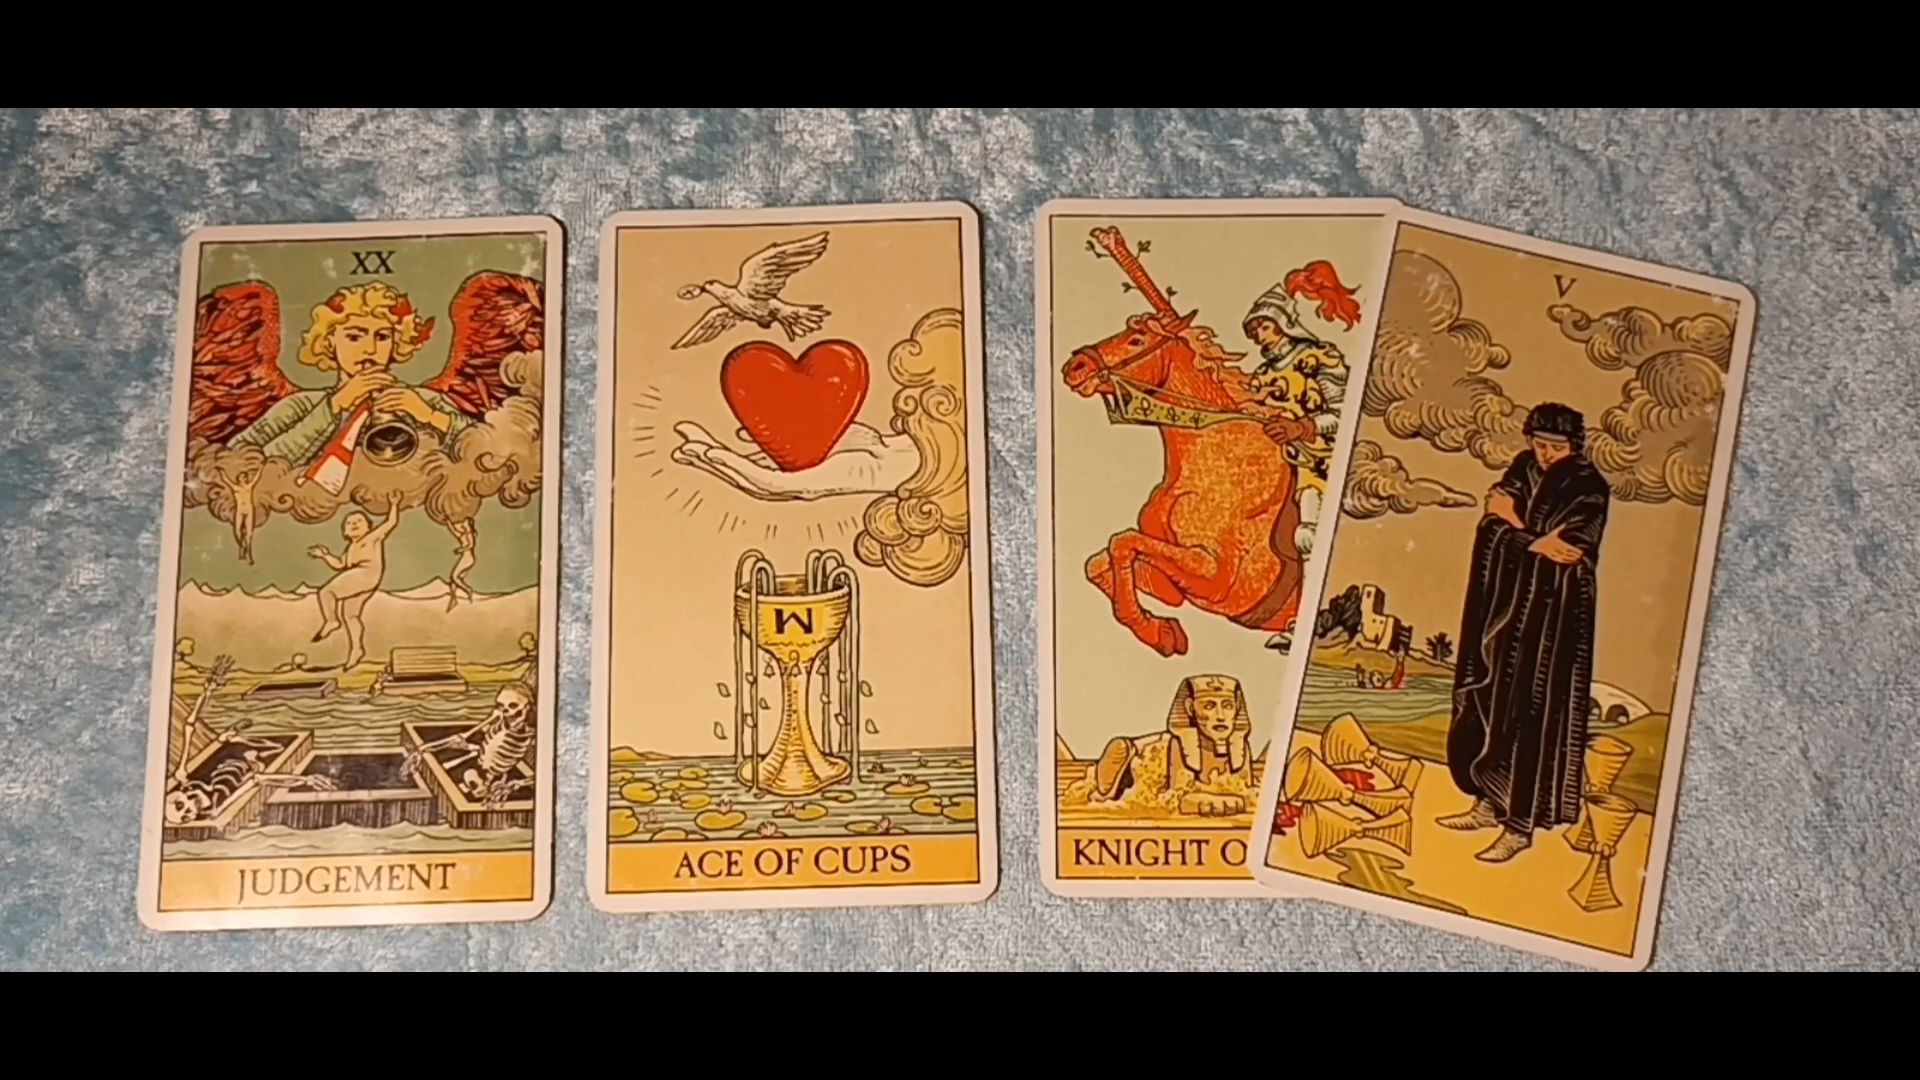 XX
JUDGEMENT
ACE OF CUPS
KNIGHT O
V